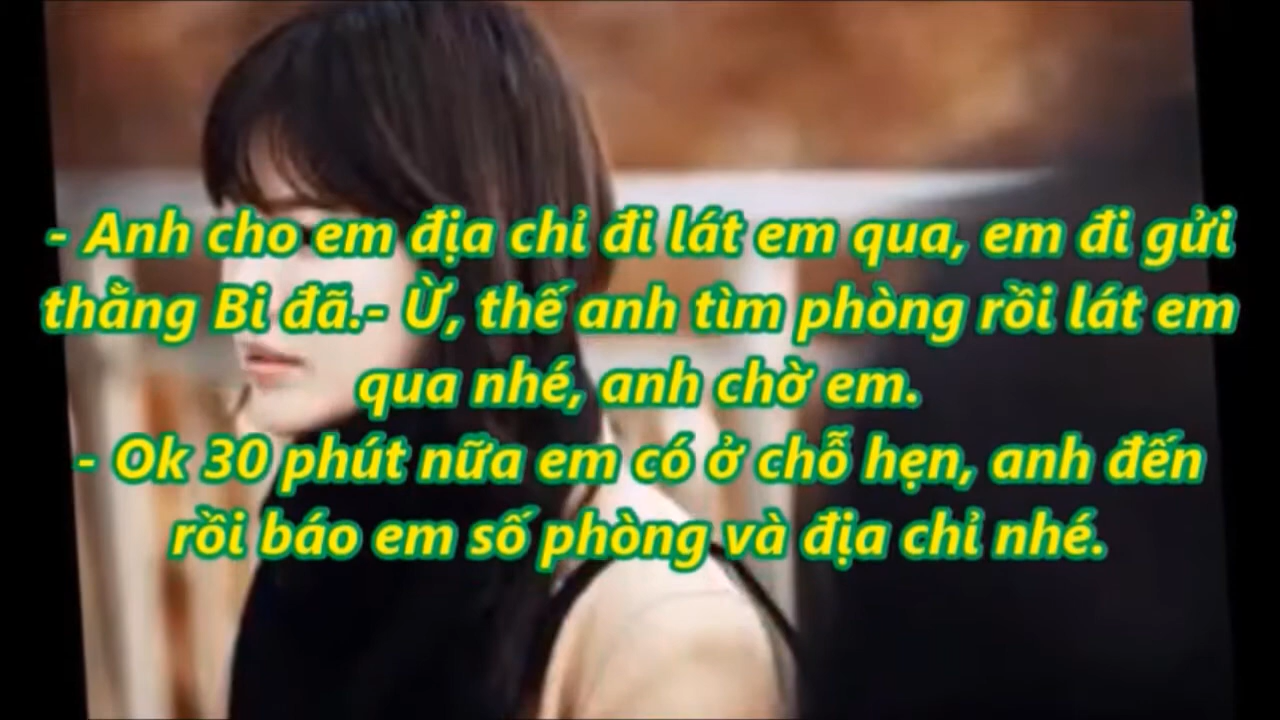 - Anh cho em địa chỉ đi lát em qua, em đi gửi
thằng Bi đã.- Ừ, thế anh tìm phòng rồi lát em
qua nhé, anh chờ em.
- Ok 30 phút nữa em có ở chỗ hẹn, anh đến
rồi báo em số phòng và địa chỉ nhé.